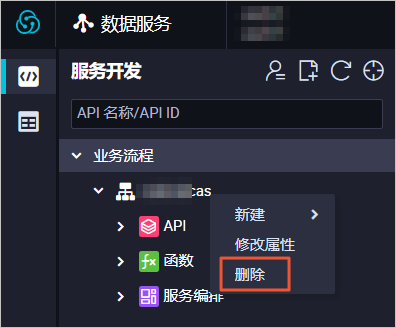 数据服务
服务开发
API 名称/API ID
业务流程
cas
API
函数
服务编排
新建
修改属性
删除